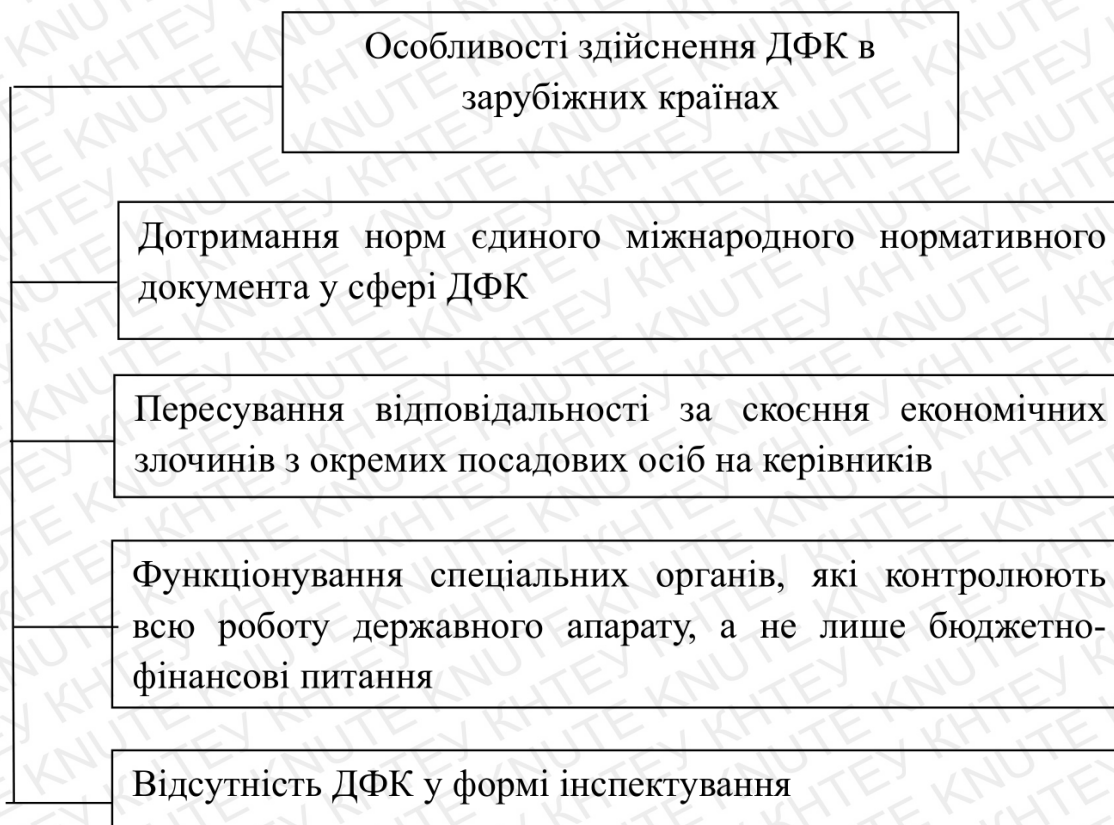 Особливості здійснення ДФК в
зарубіжних країнах
Дотримання норм єдиного міжнародного нормативного
документа у сфері ДФК
Пересування відповідальності за скоєння економічних
злочинів з окремих посадових осіб на керівників
Функціонування спеціальних органів, які контролюють
всю роботу державного апарату, а не лише бюджетно-
фінансові питання
Відсутність ДФК у формі інспектування